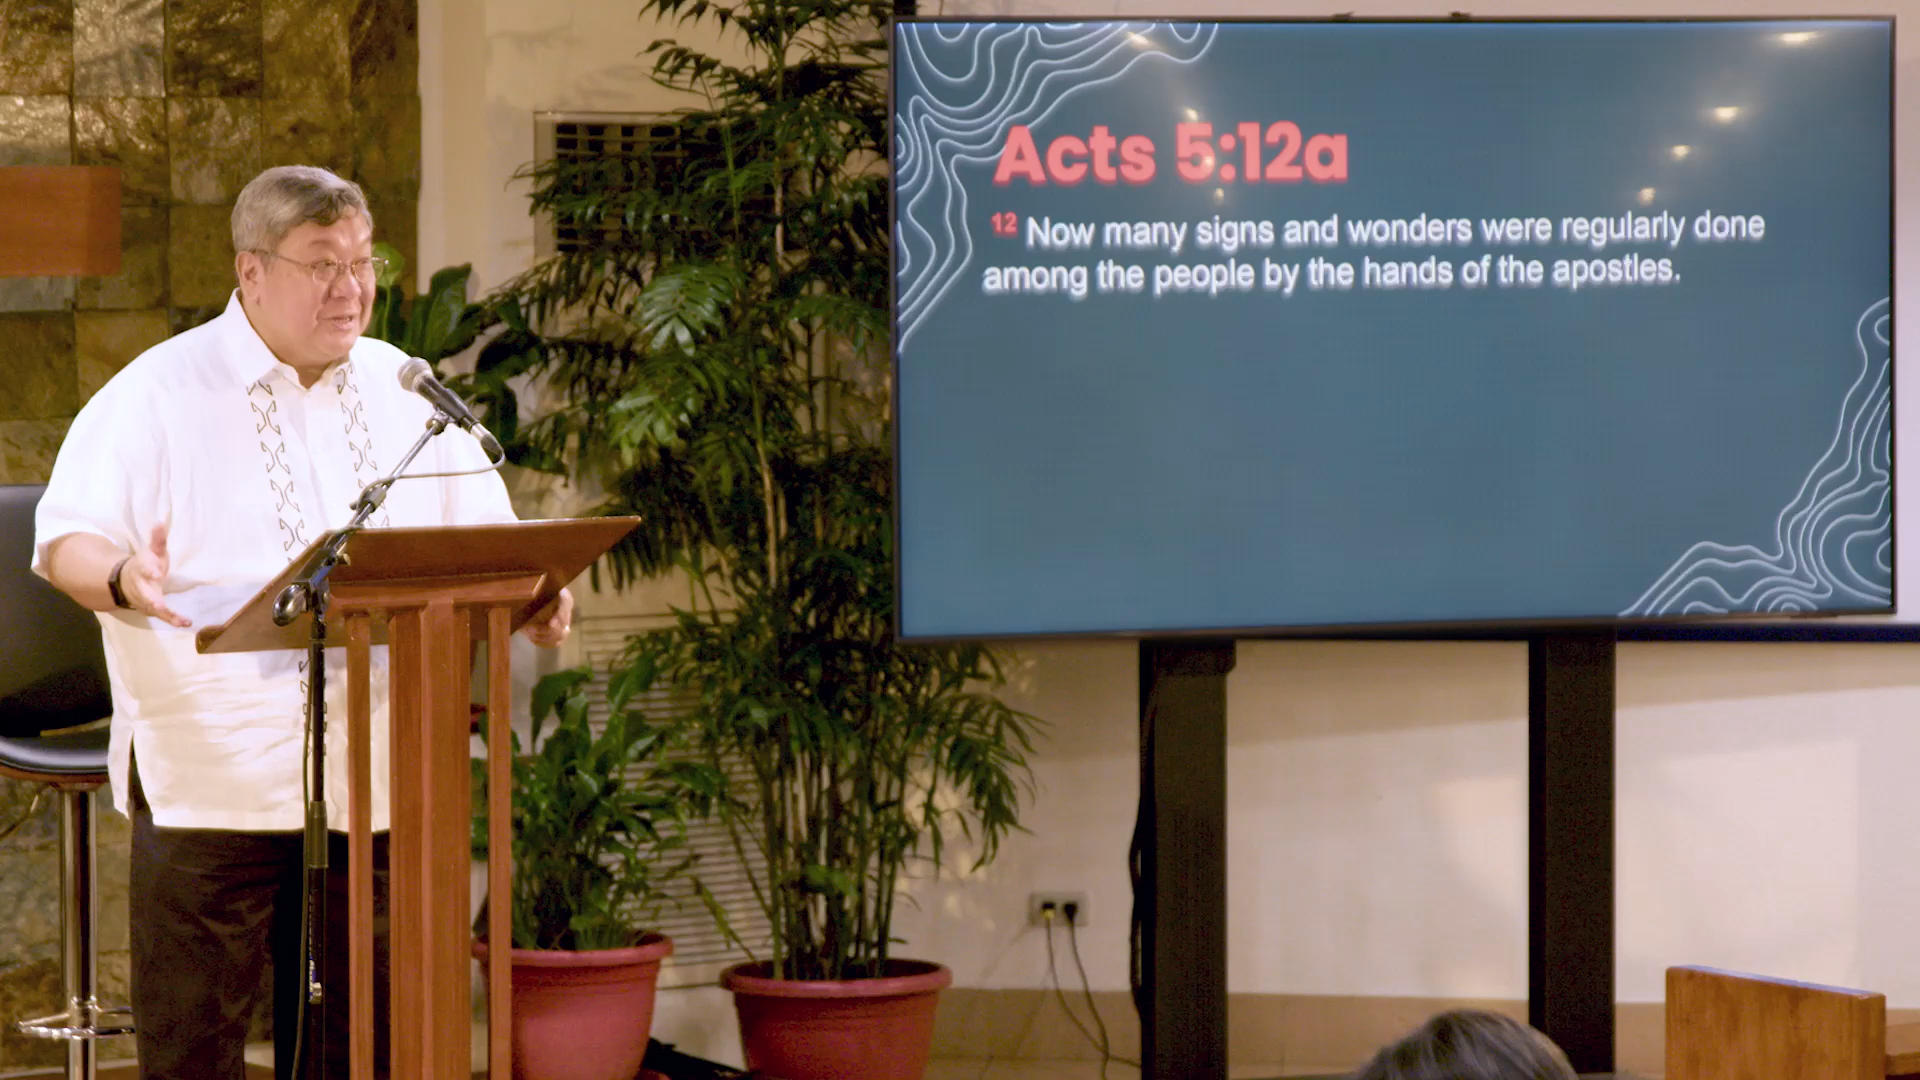 Acts 5:12a
12 Now many signs and wonders were regularly done
among the people by the hands of the apostles.